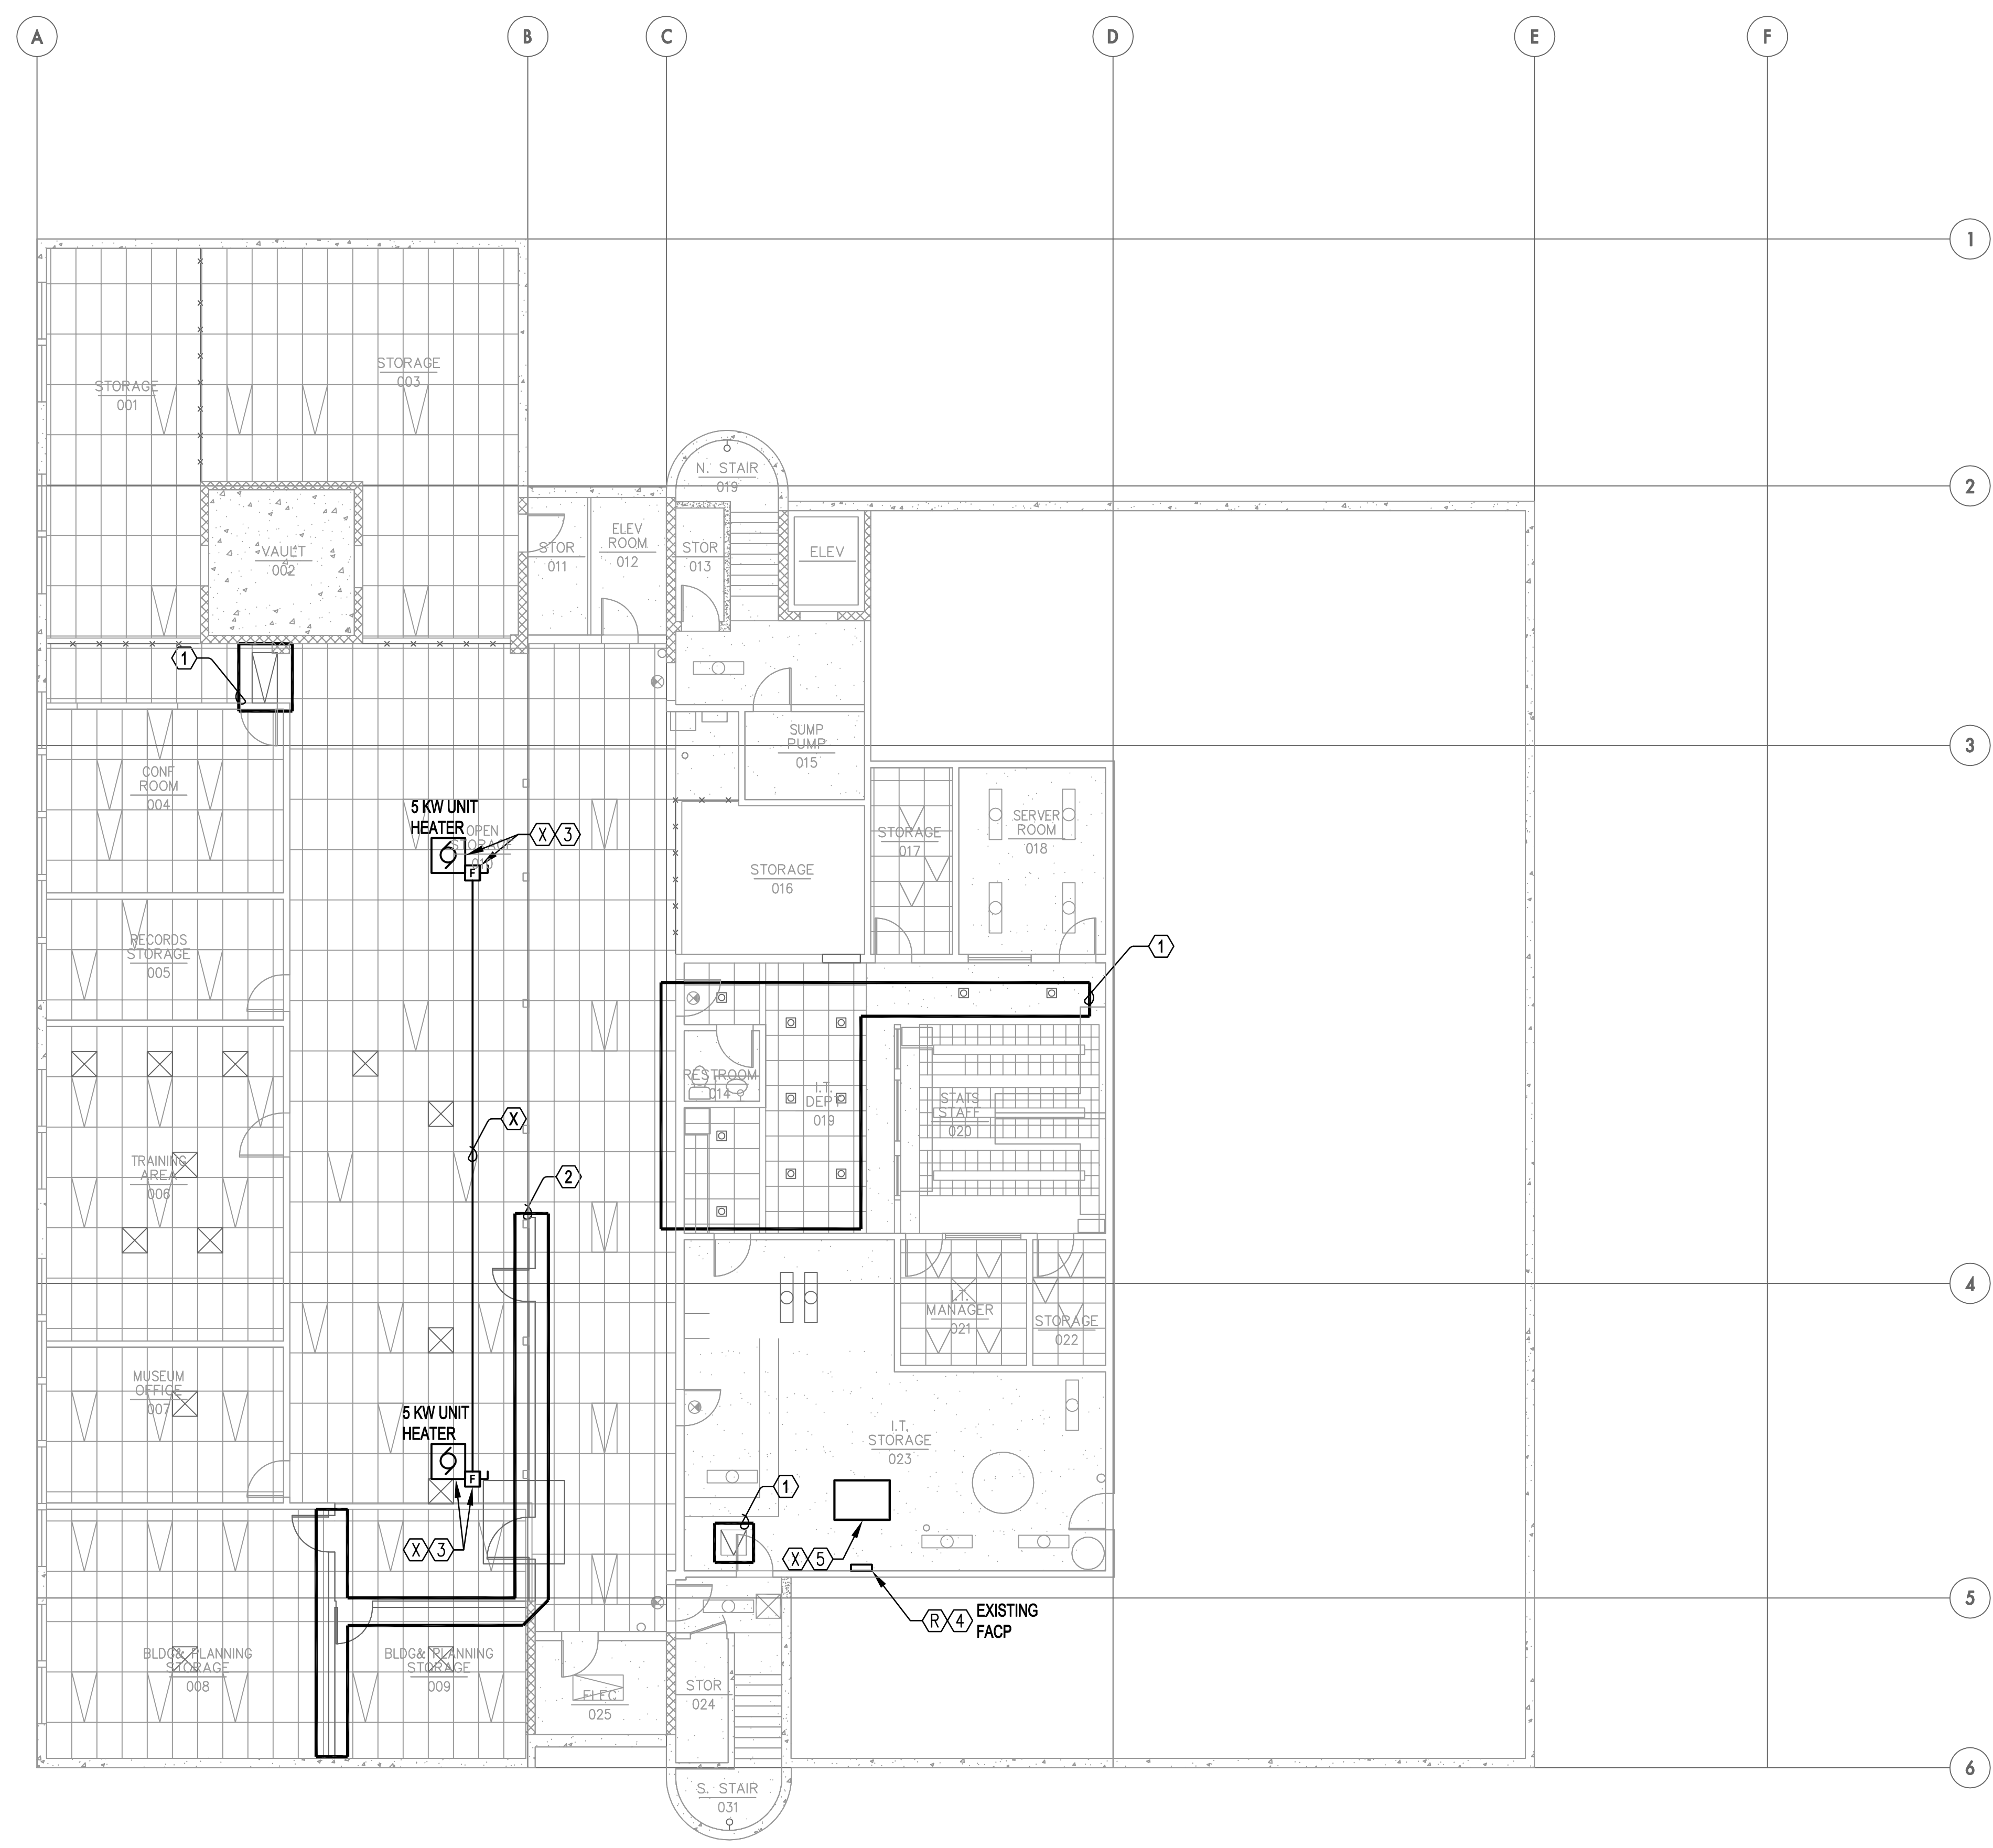 A
B
C
D
E
F
1
2
3
4
5
6
STORAGE
001
STORAGE
003
VAULT
002
STOR
011
ELEV
ROOM
012
N. STAIR
019
STOR
013
ELEV
1
CONF
ROOM
004
SUMP
PUMP
015
5 KW UNIT
HEATER
OPEN
STORAGE
010
F
X 3
STORAGE
016
STORAGE
017
SERVER
ROOM
018
RECORDS
STORAGE
005
1
RESTROOM
014
I.T.
DEPT
019
STATS
STAFF
020
X
TRAINING
AREA
006
2
I.T.
MANAGER
021
STORAGE
022
MUSEUM
OFFICE
007
5 KW UNIT
HEATER
F
X 3
I.T.
STORAGE
023
1
X 5
R 4
EXISTING
FACP
BLDG& PLANNING
STORAGE
008
BLDG& PLANNING
STORAGE
009
ELEC
025
STOR
024
S. STAIR
031